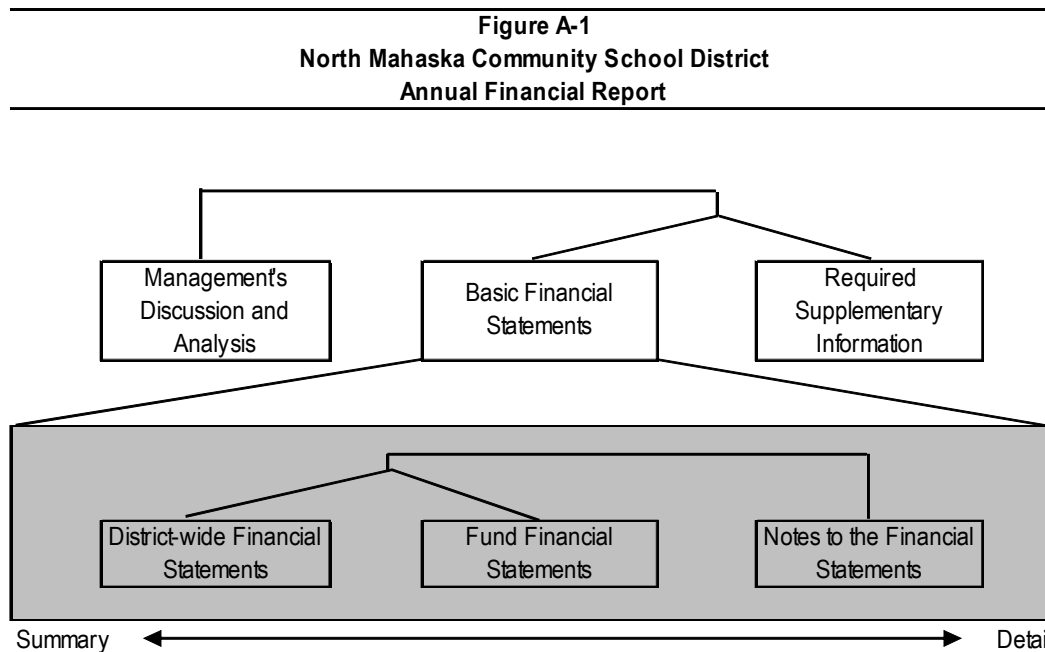 Figure A-1
North Mahaska Community School District
Annual Financial Report
Management's
Discussion and
Analysis
Basic Financial
Statements
Required
Supplementary
Information
District-wide Financial
Statements
Fund Financial
Statements
Notes to the Financial
Statements
Summary
Detai